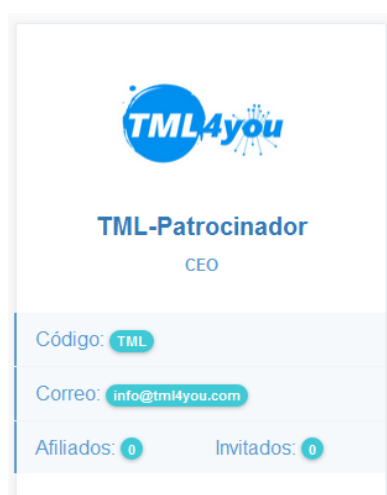 TML4you
TML-Patrocinador
CEO
Código: TML
Correo: info@tml4you.com
Afiliados: 0 Invitados: 0